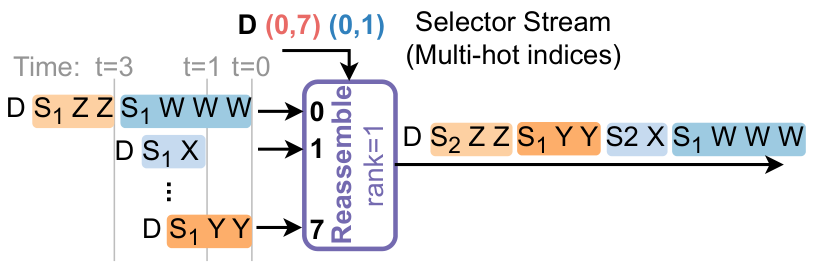 D (0,7) (0,1)
Selector Stream
(Multi-hot indices)
Time: t=3 t=1 t=0
D S₁ Z Z S₁ W W W
0
D S₁ X
1
⋮
D S₁ Y Y
7
Reassemble
rank=1
D S₂ Z Z S₁ Y Y S2 X S₁ W W W